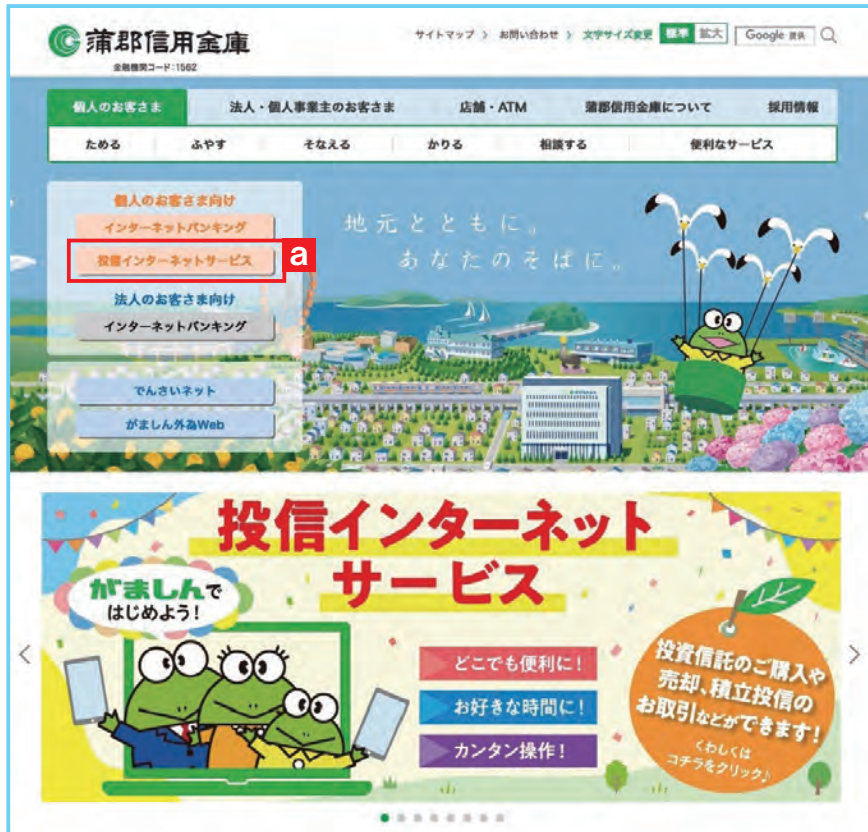 蒲郡信用金庫
金融機関コード:1562
サイトマップ 〉 お問い合わせ 〉 文字サイズ変更 標準 拡大 Google 提供
個人のお客さま 法人・個人事業主のお客さま 店舗・ATM 蒲郡信用金庫について 採用情報
ためる ふやす そなえる かりる 相談する 便利なサービス
個人のお客さま向け
インターネットバンキング
投信インターネットサービス a
法人のお客さま向け
インターネットバンキング
でんさいネット
がましん外為Web
地元とともに。
あなたのそばに。
投信インターネット
サービス
がましんで
はじめよう!
どこでも便利に!
お好きな時間に!
カンタン操作!
投資信託のご購入や
売却、積立投信の
お取引などができます!
くわしくは
コチラをクリック♪